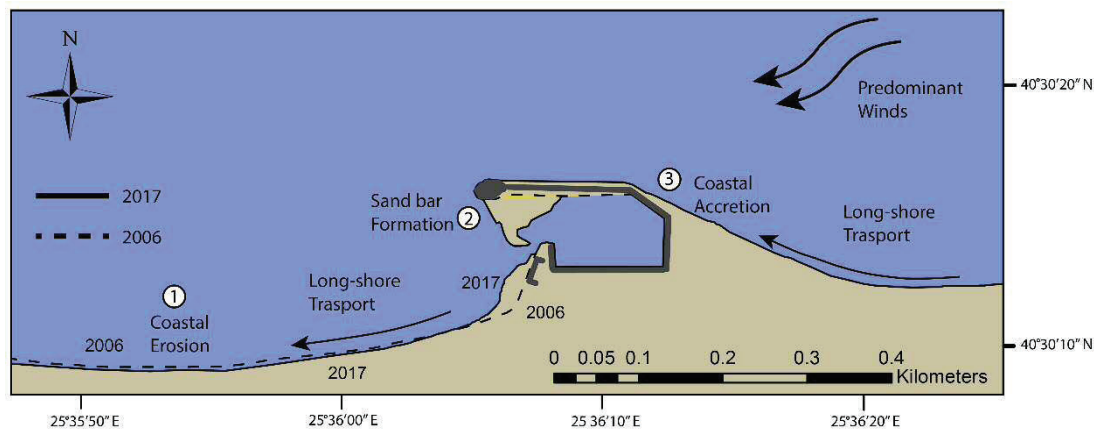 N
Predominant
Winds
40°30'20" N
2017
2006
Sand bar
Formation
2
3
Coastal
Accretion
Long-shore
Trasport
1
Coastal
Erosion
Long-shore
Trasport
2017
2006
2006
2017
0 0.05 0.1 0.2 0.3 0.4
Kilometers
40°30'10" N
25°35'50"E 25°36'00"E 25°36'10"E 25°36'20"E